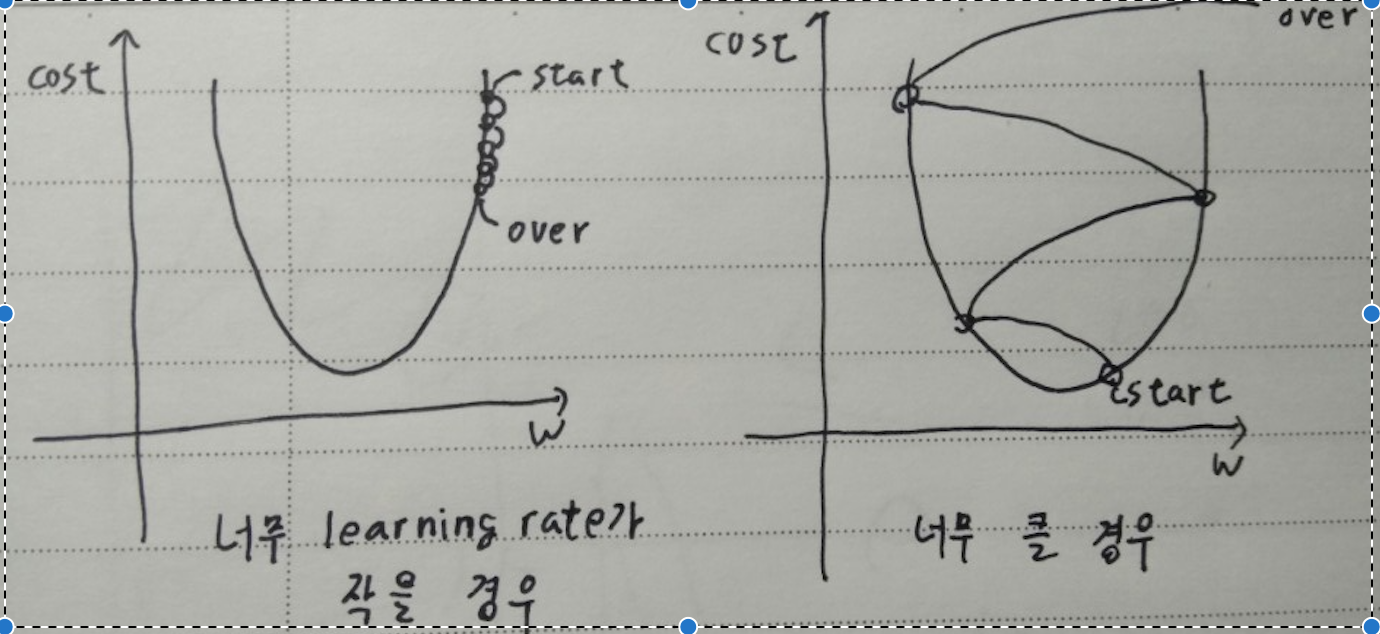 cost
start
over
w
너무 learning rate가
작을 경우
cost
over
start
w
너무 클 경우